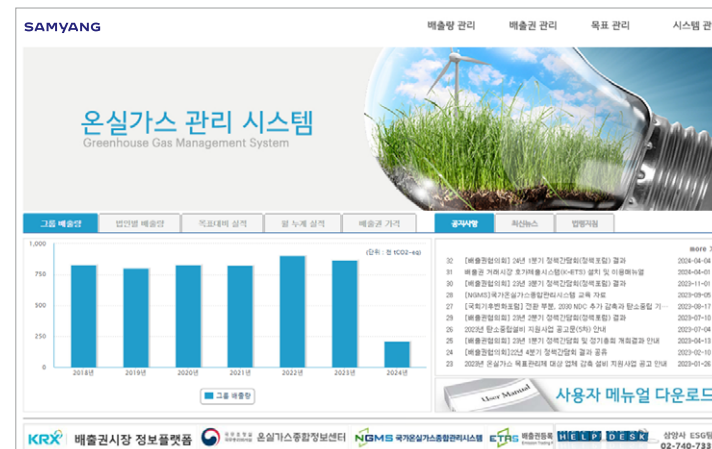 SAMYANG
배출량 관리 배출권 관리 목표 관리 시스템 관
온실가스 관리 시스템
Greenhouse Gas Management System
그룹 배출량 법인별 배출량 목표대비 실적 월 누계 실적 배출권 가격
공지사항 최신뉴스 법령지침
more
(단위 : 천 tCO2-eq)
1,000
750
500
250
0
2018년 2019년 2020년 2021년 2022년 2023년 2024년
그룹 배출량
32 [배출권협의회] 24년 1분기 정책간담회(정책포럼) 결과 2024-04-04
31 배출권 거래시장 호가매출시스템(K-ETS) 설치 및 이용매뉴얼 2024-04-01
30 [배출권협의회] 23년 3분기 정책간담회(정책포럼) 결과 2023-11-01
28 [NGMS]국가온실가스종합관리시스템 교육 자료 2023-09-05
27 [국회기후변화포럼] 전환 부문, 2030 NDC 추가 감축과 탄소중립 기… 2023-08-17
29 [배출권협의회] 23년 2분기 정책간담회(정책포럼) 결과 2023-07-10
26 2023년 탄소중립설비 지원사업 공고문(5차) 안내 2023-07-04
25 [배출권협의회] 23년 1분기 정책간담회 및 정기총회 개최결과 안내 2023-04-13
24 [배출권협의회]22년 4분기 정책간담회 결과 공유 2023-02-10
23 2023년 온실가스 목표관리제 대상 업체 감축 설비 지원사업 공고 안내 2023-01-26
User Manual
사용자 메뉴얼 다운로드
KRX 배출권시장 정보플랫폼
온실가스종합정보센터
NGMS 국가온실가스종합관리시스템
ETRS 배출권등록
HELP DESK
삼양사 ESG팀
02-740-733